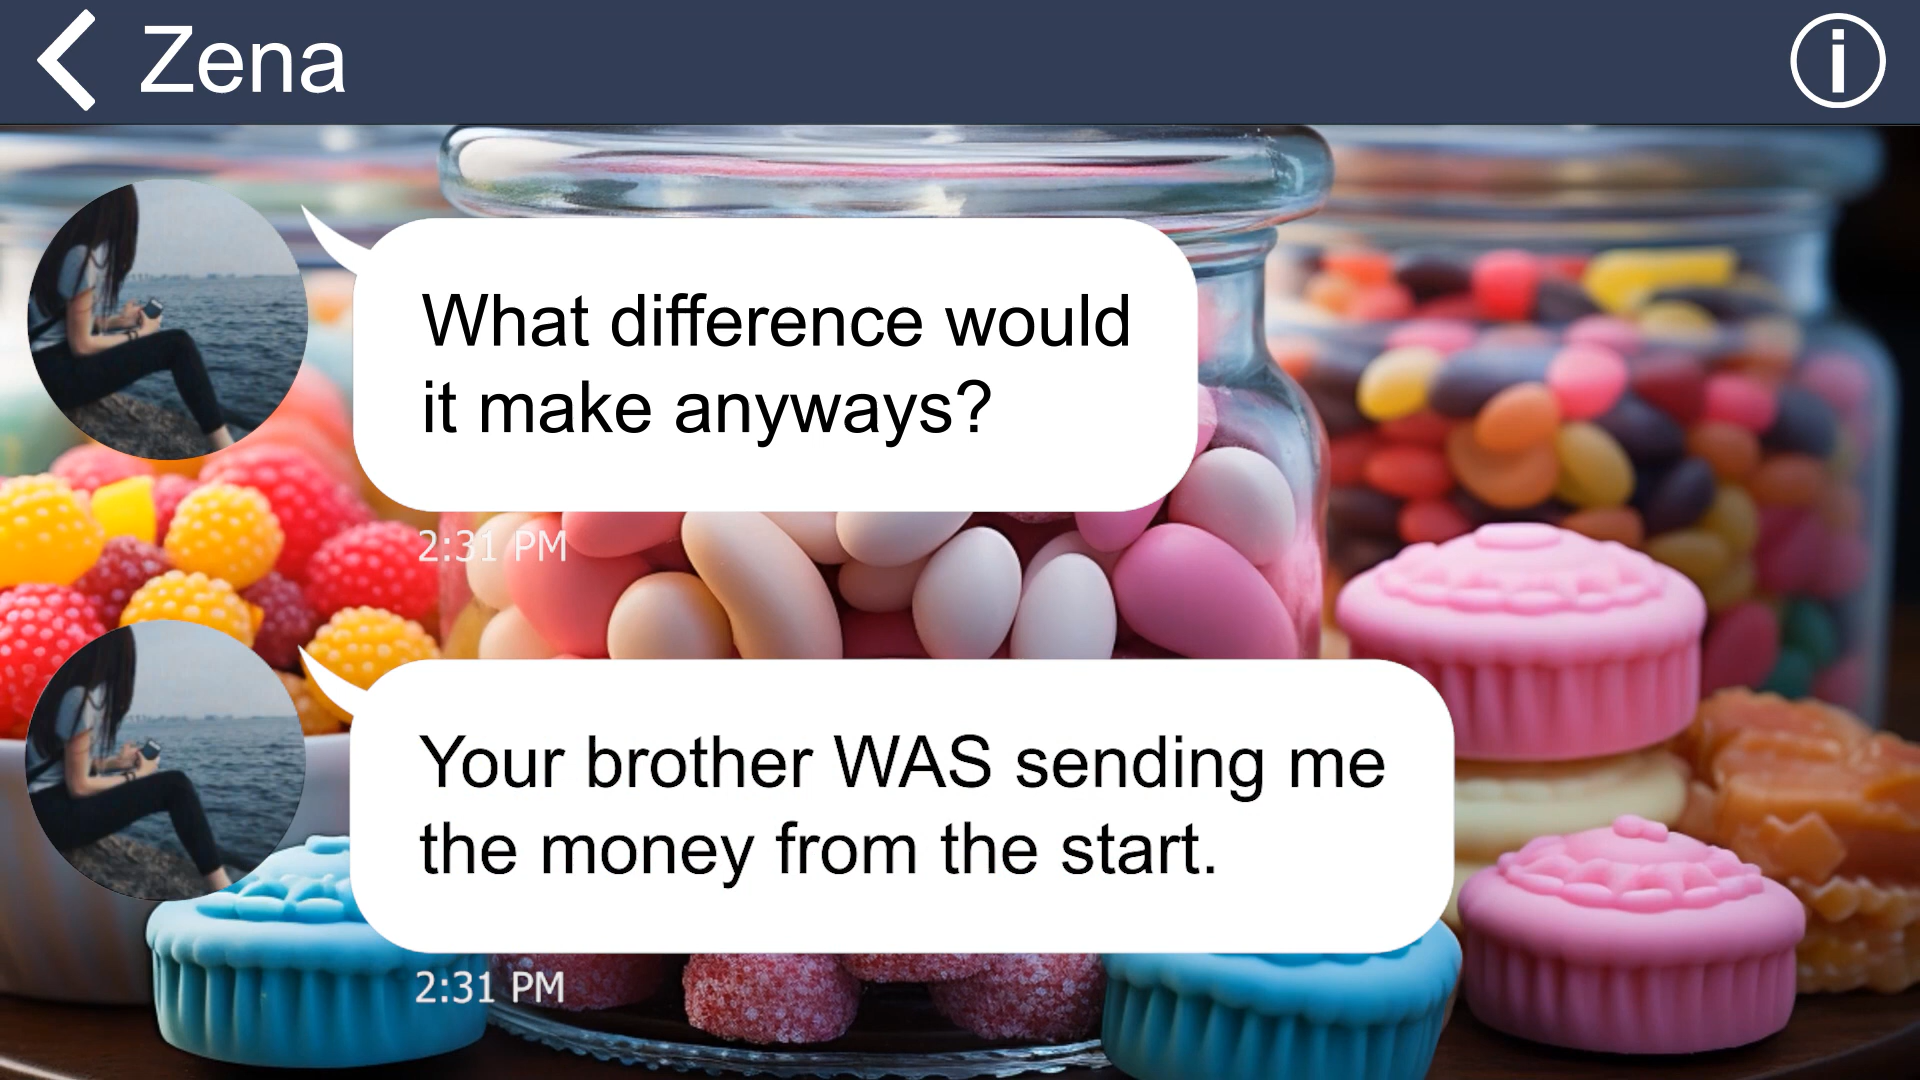 Zena
What difference would
it make anyways?
2:31 PM
Your brother WAS sending me
the money from the start.
2:31 PM